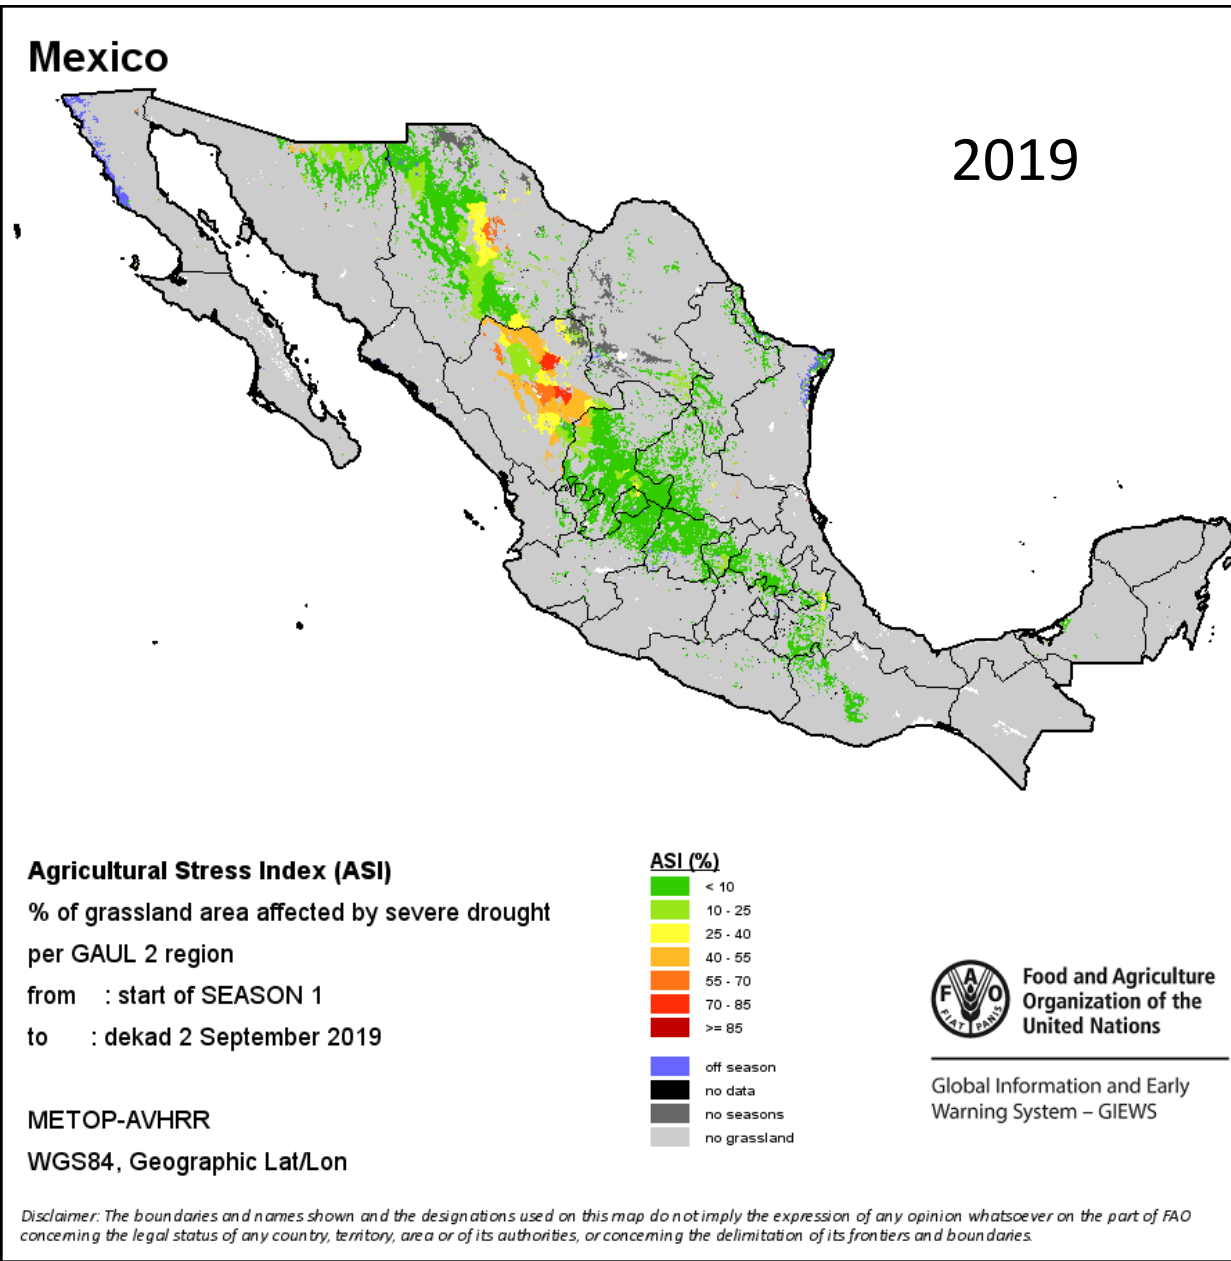 Mexico
2019
Agricultural Stress Index (ASI)
% of grassland area affected by severe drought
per GAUL 2 region
from : start of SEASON 1
to : dekad 2 September 2019
METOP-AVHRR
WGS84, Geographic Lat/Lon
ASI (%)
< 10
10 - 25
25 - 40
40 - 55
55 - 70
70 - 85
>= 85
off season
no data
no seasons
no grassland
F A O
FIAT PANIS
Food and Agriculture
Organization of the
United Nations
Global Information and Early
Warning System – GIEWS
Disclaimer: The boundaries and names shown and the designations used on this map do not imply the expression of any opinion whatsoever on the part of FAO
concerning the legal status of any country, territory, area or of its authorities, or concerning the delimitation of its frontiers and boundaries.